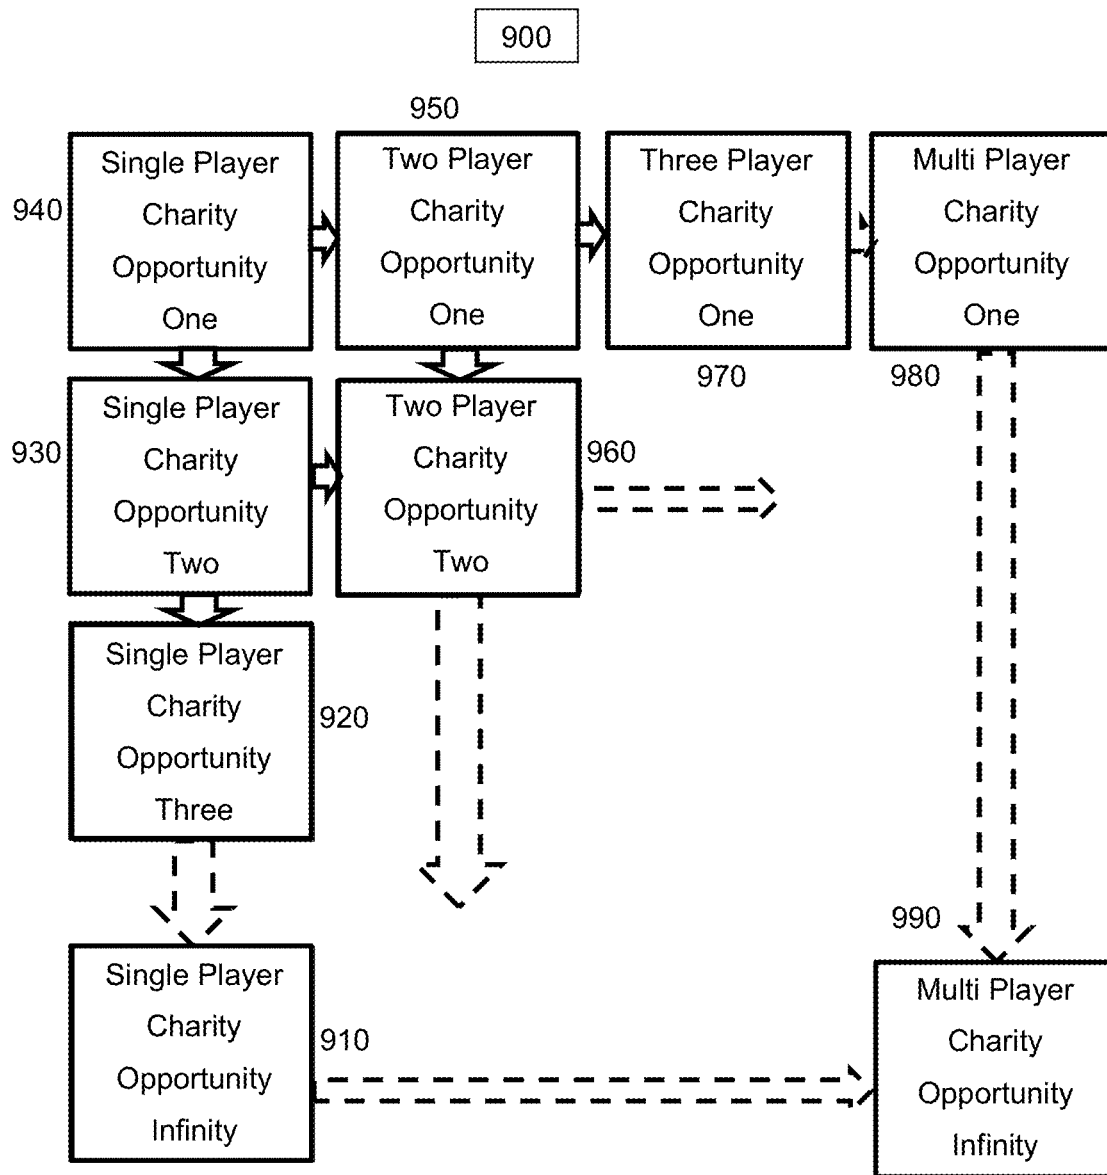 900
950
940
Single Player
Charity
Opportunity
One
Two Player
Charity
Opportunity
One
Three Player
Charity
Opportunity
One
Multi Player
Charity
Opportunity
One
970
980
930
Single Player
Charity
Opportunity
Two
Two Player
Charity
Opportunity
Two
960
Single Player
Charity
Opportunity
Three
920
990
Single Player
Charity
Opportunity
Infinity
910
Multi Player
Charity
Opportunity
Infinity